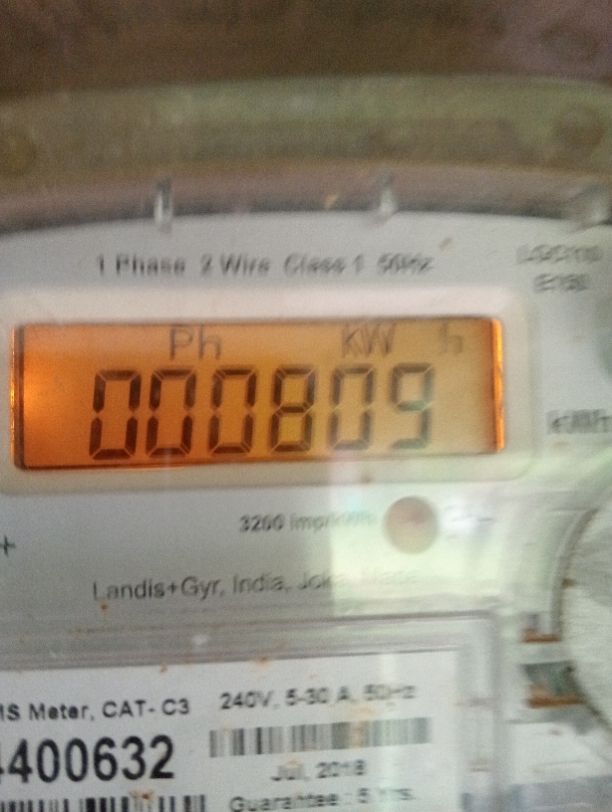 1 Phase 2 Wire Class 1 50Hz
E150
Ph kW h
000809
kWh
3200 imp/kWh
+
Landis+Gyr, India,
Meter, CAT- C3
240V, 5-30 A, 50Hz
400632
Jul, 2018
Guarantee : 5 Yrs.